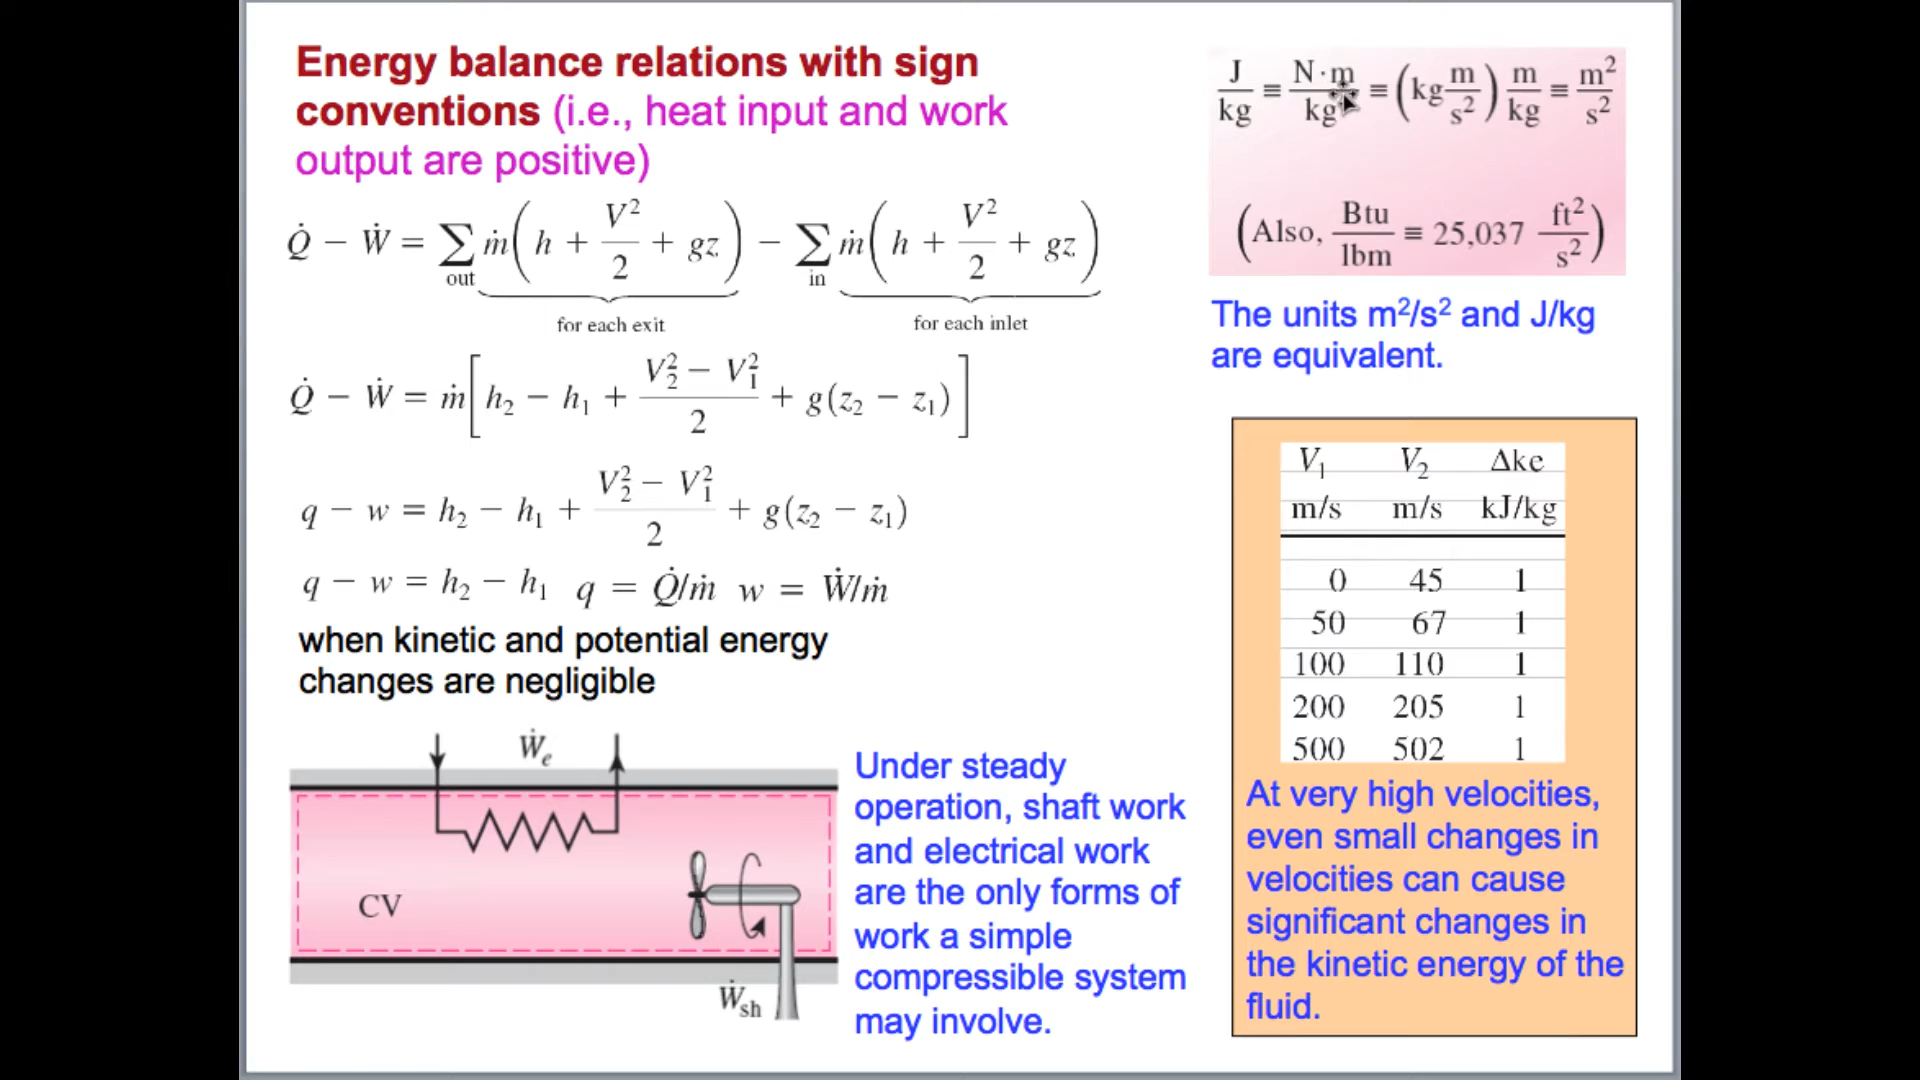 Energy balance relations with sign
conventions (i.e., heat input and work
output are positive)
Q̇ − Ẇ = ∑ ṁ( h + V²/2 + gz ) − ∑ ṁ( h + V²/2 + gz )
out in
for each exit for each inlet
Q̇ − Ẇ = ṁ[ h₂ − h₁ + (V₂² − V₁²)/2 + g(z₂ − z₁) ]
q − w = h₂ − h₁ + (V₂² − V₁²)/2 + g(z₂ − z₁)
q − w = h₂ − h₁ q = Q̇/ṁ w = Ẇ/ṁ
when kinetic and potential energy
changes are negligible
Ẇe
CV
Ẇsh
Under steady
operation, shaft work
and electrical work
are the only forms of
work a simple
compressible system
may involve.
J/kg ≡ N·m/kg ≡ (kg m/s²) m/kg ≡ m²/s²
(Also, Btu/lbm ≡ 25,037 ft²/s²)
The units m²/s² and J/kg
are equivalent.
V₁ V₂ Δke
m/s m/s kJ/kg
0 45 1
50 67 1
100 110 1
200 205 1
500 502 1
At very high velocities,
even small changes in
velocities can cause
significant changes in
the kinetic energy of the
fluid.